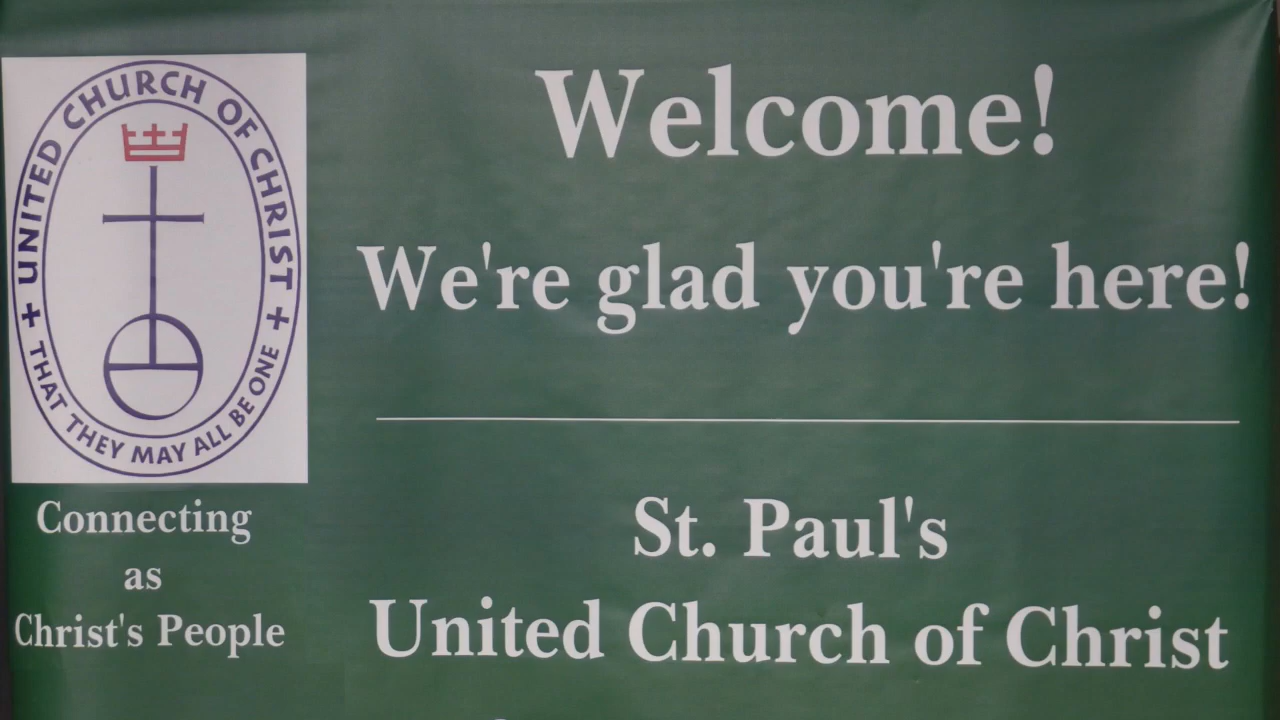 UNITED CHURCH OF CHRIST
+ THAT THEY MAY ALL BE ONE +
Connecting
as
Christ's People
Welcome!
We're glad you're here!
St. Paul's
United Church of Christ